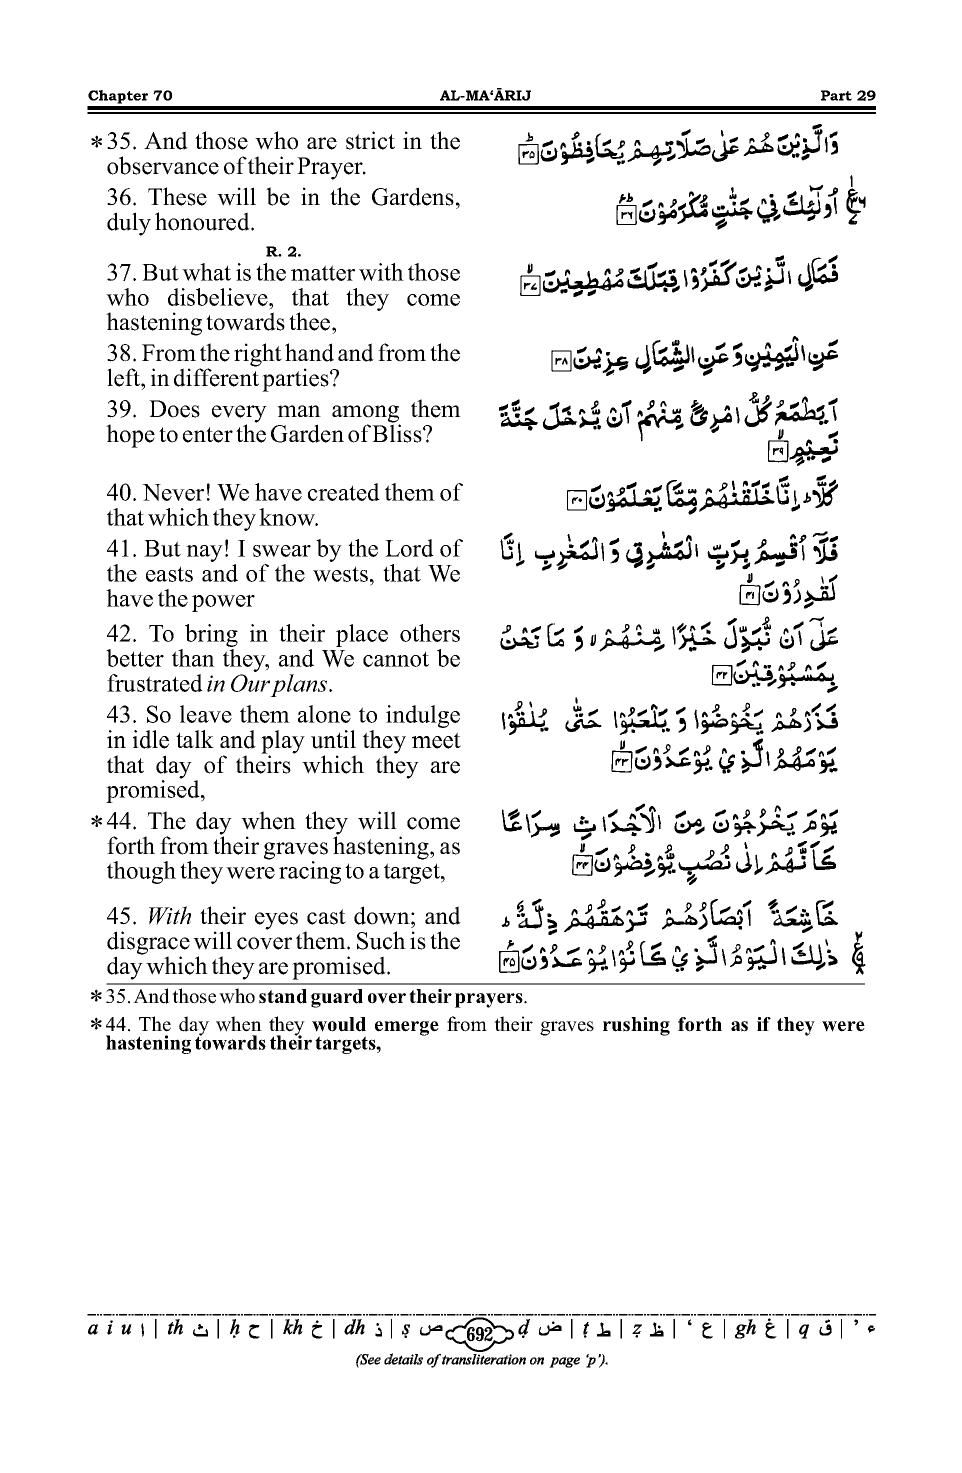 Chapter 70 AL-MA‘ĀRIJ Part 29
*35. And those who are strict in the
observance of their Prayer.
وَالَّذِيْنَ هُمْ عَلٰى صَلَاتِهِمْ يُحَافِظُوْنَ ؕ۳۵
36. These will be in the Gardens,
duly honoured.
اُولٰٓئِكَ فِيْ جَنّٰتٍ مُّكْرَمُوْنَ ؕ۳۶
R. 2.
37. But what is the matter with those
who disbelieve, that they come
hastening towards thee,
فَمَالِ الَّذِيْنَ كَفَرُوْا قِبَلَكَ مُهْطِعِيْنَ ۙ۳۷
38. From the right hand and from the
left, in different parties?
عَنِ الْيَمِيْنِ وَ عَنِ الشِّمَالِ عِزِيْنَ ۳۸
39. Does every man among them
hope to enter the Garden of Bliss?
اَيَطْمَعُ كُلُّ امْرِئٍ مِّنْهُمْ اَنْ يُّدْخَلَ جَنَّةَ
نَعِيْمٍ ۙ۳۹
40. Never! We have created them of
that which they know.
كَلَّا ؕ اِنَّا خَلَقْنٰهُمْ مِّمَّا يَعْلَمُوْنَ ۴۰
41. But nay! I swear by the Lord of
the easts and of the wests, that We
have the power
فَلَآ اُقْسِمُ بِرَبِّ الْمَشٰرِقِ وَ الْمَغٰرِبِ اِنَّا
لَقٰدِرُوْنَ ۙ۴۱
42. To bring in their place others
better than they, and We cannot be
frustrated in Our plans.
عَلٰٓى اَنْ نُّبَدِّلَ خَيْرًا مِّنْهُمْ ۙ وَ مَا نَحْنُ
بِمَسْبُوْقِيْنَ ۴۲
43. So leave them alone to indulge
in idle talk and play until they meet
that day of theirs which they are
promised,
فَذَرْهُمْ يَخُوْضُوْا وَ يَلْعَبُوْا حَتّٰى يُلٰقُوْا
يَوْمَهُمُ الَّذِيْ يُوْعَدُوْنَ ۙ۴۳
*44. The day when they will come
forth from their graves hastening, as
though they were racing to a target,
يَوْمَ يَخْرُجُوْنَ مِنَ الْاَجْدَاثِ سِرَاعًا
كَاَنَّهُمْ اِلٰى نُصُبٍ يُّوْفِضُوْنَ ۙ۴۴
45. With their eyes cast down; and
disgrace will cover them. Such is the
day which they are promised.
خَاشِعَةً اَبْصَارُهُمْ تَرْهَقُهُمْ ذِلَّةٌ ؕ
ذٰلِكَ الْيَوْمُ الَّذِيْ كَانُوْا يُوْعَدُوْنَ ۴۵
*35. And those who stand guard over their prayers.
*44. The day when they would emerge from their graves rushing forth as if they were
hastening towards their targets,
a i u ا | th ث | ḥ ح | kh خ | dh ذ | ṣ ص 692 ḍ ض | ṭ ط | ẓ ظ | ‘ ع | gh غ | q ق | ’ ء
(See details of transliteration on page ‘p’).